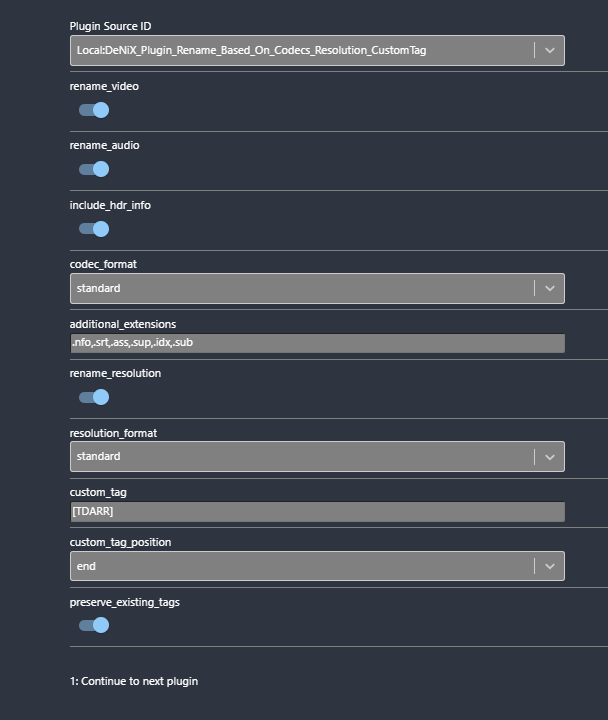 Plugin Source ID
Local:DeNiX_Plugin_Rename_Based_On_Codecs_Resolution_CustomTag
rename_video
rename_audio
include_hdr_info
codec_format
standard
additional_extensions
.nfo,.srt,.ass,.sup,.idx,.sub
rename_resolution
resolution_format
standard
custom_tag
[TDARR]
custom_tag_position
end
preserve_existing_tags
1: Continue to next plugin